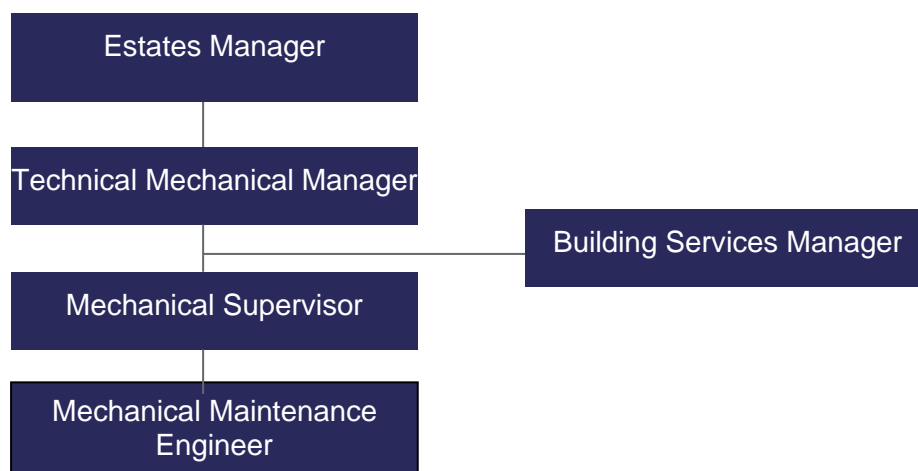 Estates Manager
Technical Mechanical Manager
Building Services Manager
Mechanical Supervisor
Mechanical Maintenance
Engineer